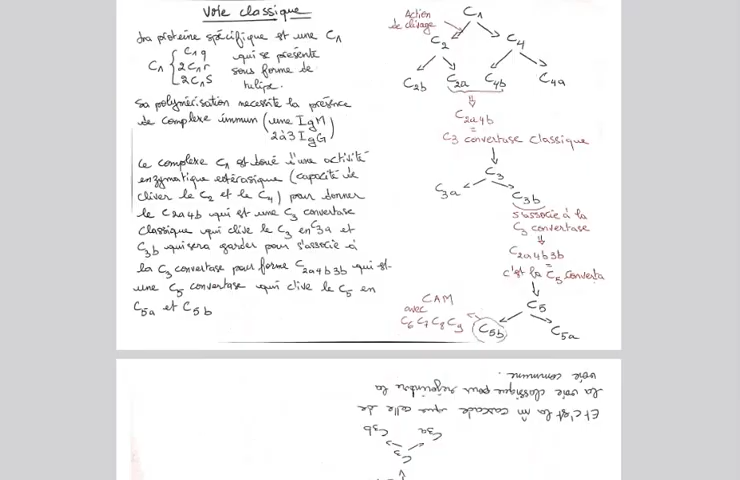 Voie classique
La proteine spécifique est une C1
C1 { C1q
2C1r
2C1S
qui se présente
sous forme de
tulipe.
Sa polymérisation necessite la présence
de complexe immun (une IgM
2 à 3 IgG)
Le complexe C1 est doué d'une activité
enzymatique estérasique (capacité de
cliver le C2 et le C4) pour donner
le C2a4b qui est une C3 convertase
classique qui clive le C3 en C3a et
C3b qui sera garder pour s'associe à
la C3 convertase pour forme C2a4b3b qui est
une C5 convertase qui clive le C5 en
C5a et C5b
Action
de clivage
C1
C2 C4
C2b C2a C4b C4a
C2a4b
=
C3 convertase classique
C3
C3a C3b
s'associe à la
C3 convertase
C2a4b3b
=
c'est la C5 converta
C5
C5b C5a
CAM
avec
C6 C7 C8 C9
Et c'est la m̂ cascade que celle de
la voie classique pour rejoindre la
voie commune.
C3
C3a C3b